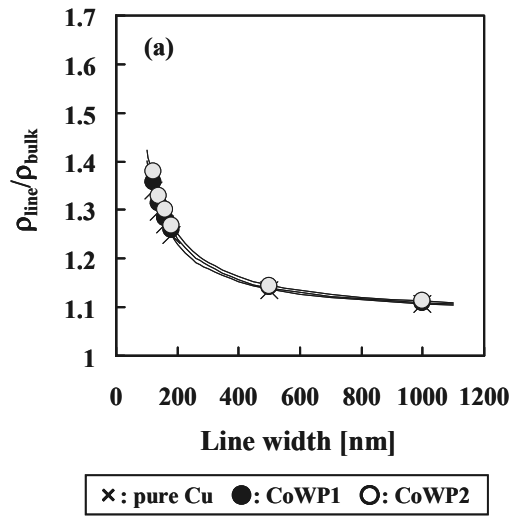 1.7
(a)
1.6
1.5
1.4
1.3
1.2
1.1
1
ρline/ρbulk
0 200 400 600 800 1000 1200
Line width [nm]
×: pure Cu ●: CoWP1 ○: CoWP2